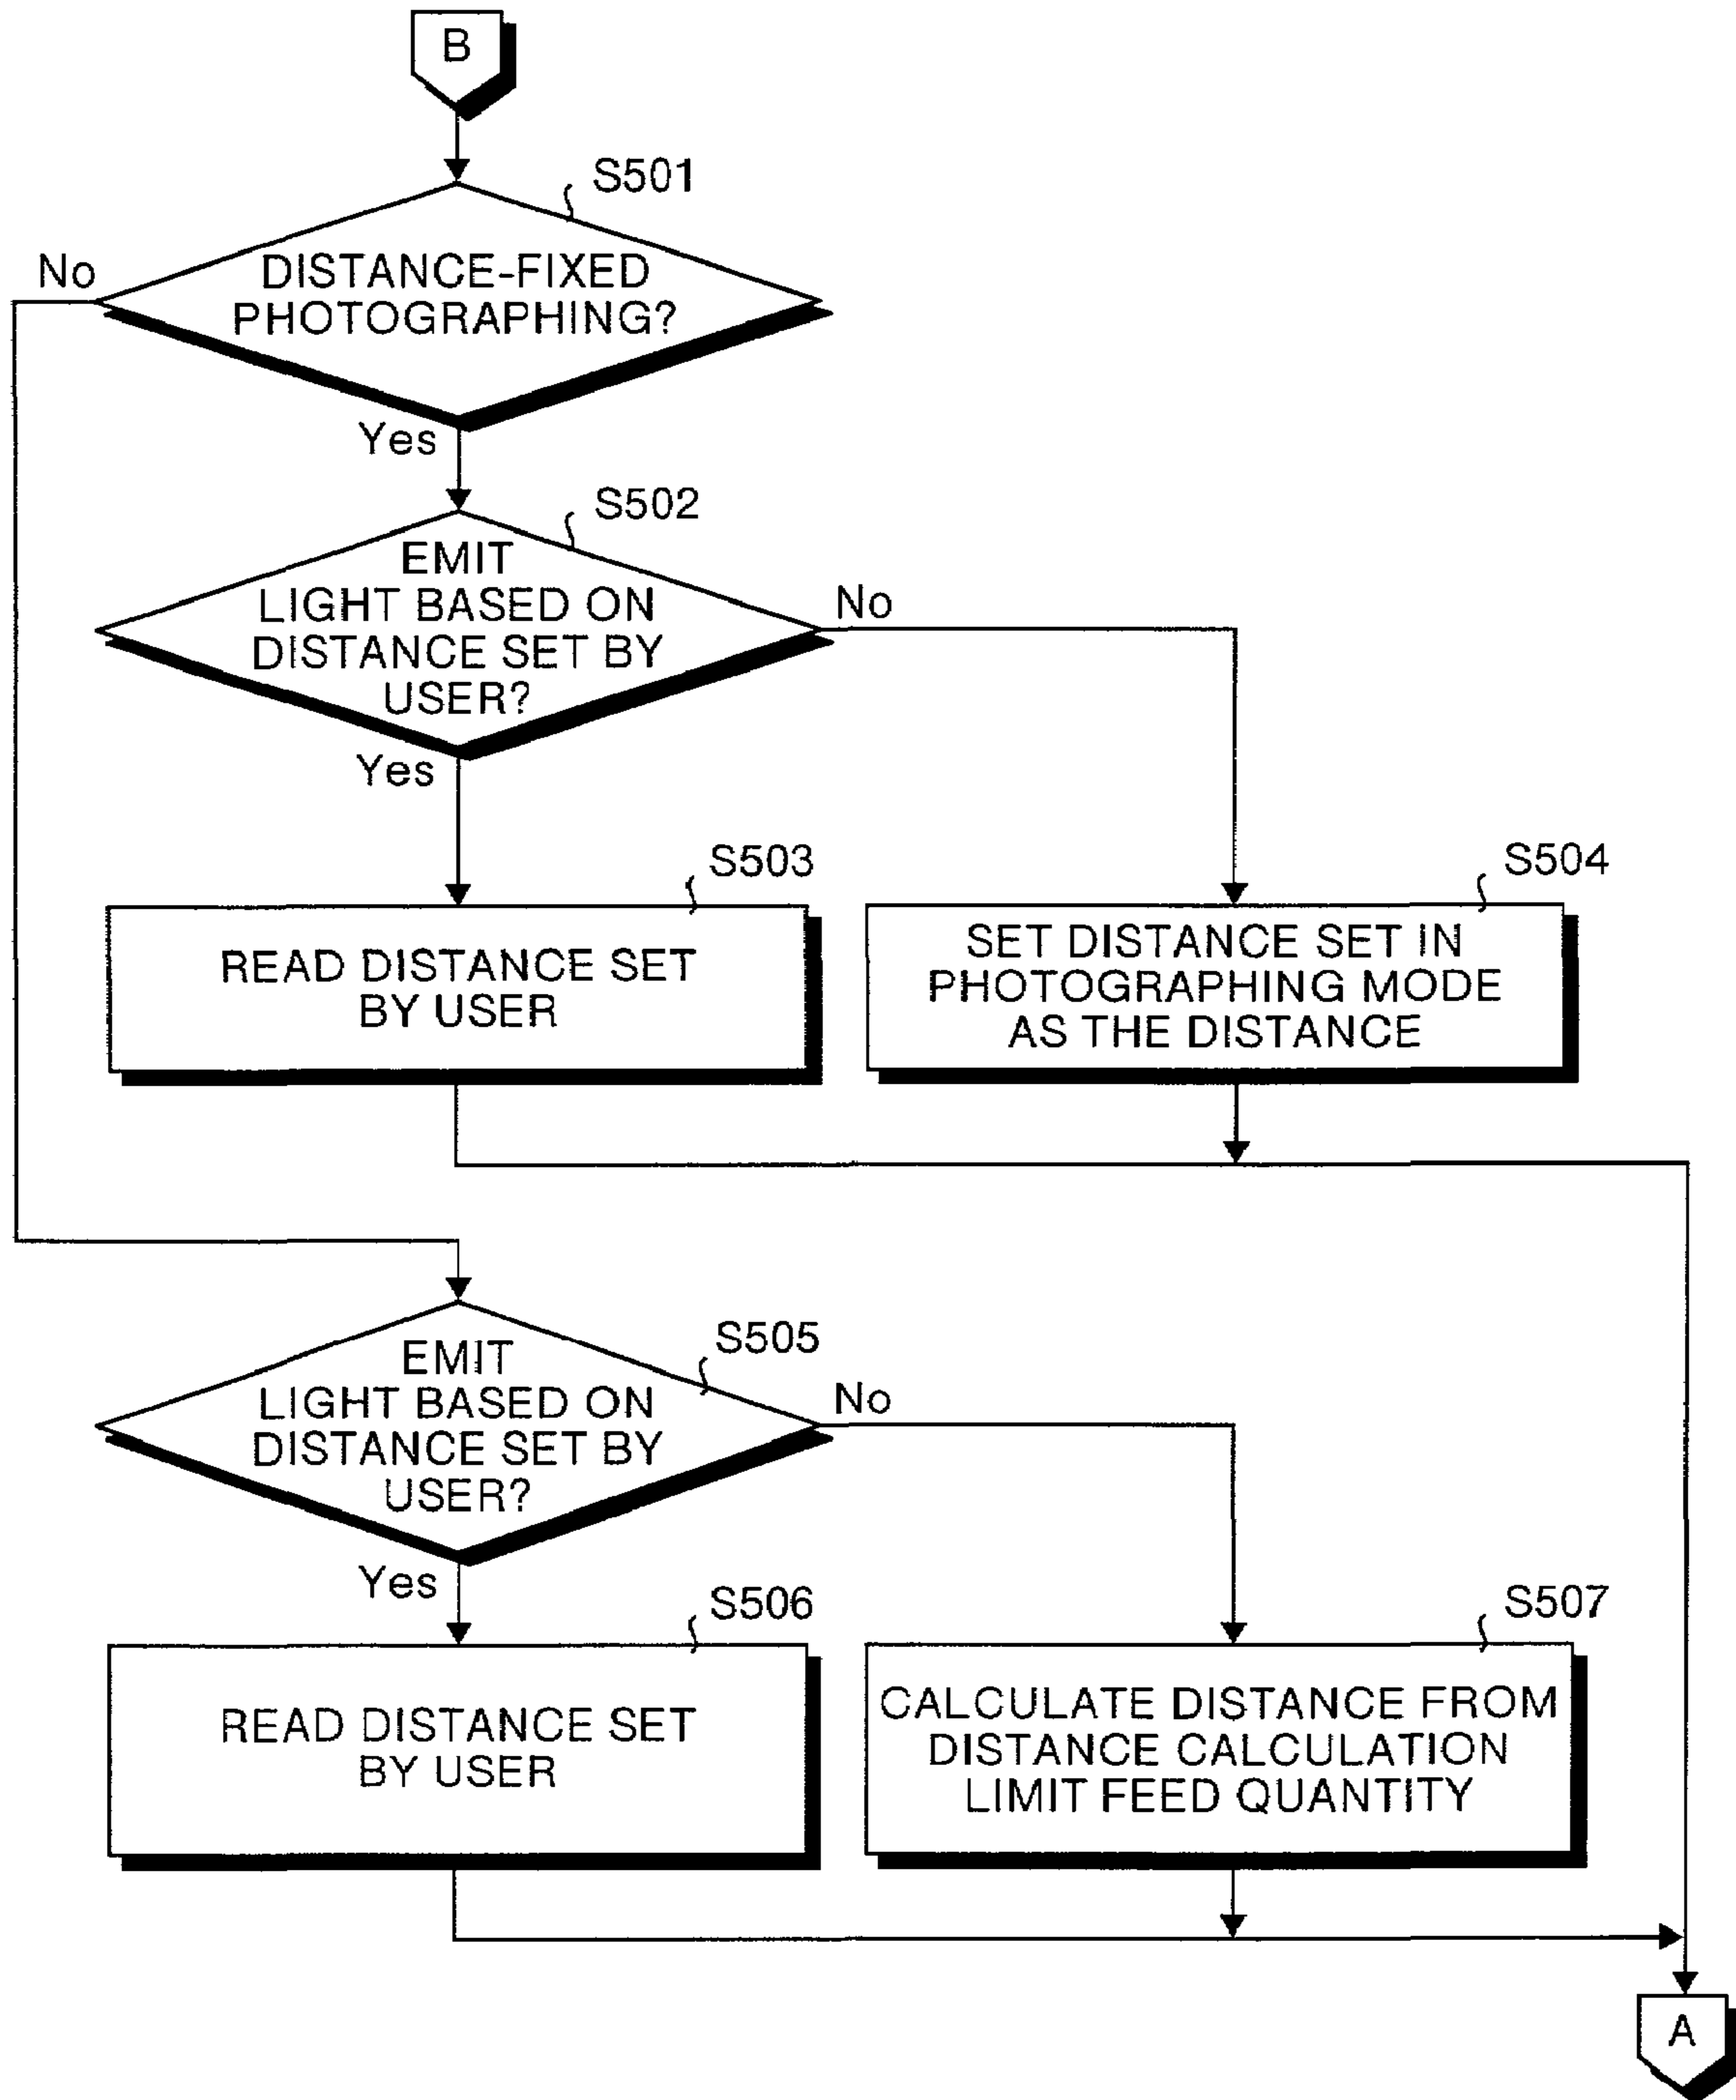 B
S501
No
DISTANCE-FIXED
PHOTOGRAPHING?
Yes
S502
EMIT
LIGHT BASED ON
DISTANCE SET BY
USER?
No
Yes
S503
READ DISTANCE SET
BY USER
S504
SET DISTANCE SET IN
PHOTOGRAPHING MODE
AS THE DISTANCE
S505
EMIT
LIGHT BASED ON
DISTANCE SET BY
USER?
No
Yes
S506
READ DISTANCE SET
BY USER
S507
CALCULATE DISTANCE FROM
DISTANCE CALCULATION
LIMIT FEED QUANTITY
A